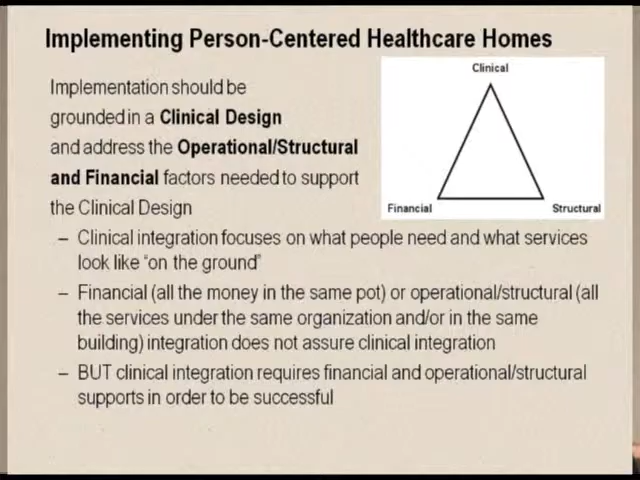 Implementing Person-Centered Healthcare Homes
Implementation should be
grounded in a Clinical Design
and address the Operational/Structural
and Financial factors needed to support
the Clinical Design
Clinical
Financial
Structural
– Clinical integration focuses on what people need and what services
look like “on the ground”
– Financial (all the money in the same pot) or operational/structural (all
the services under the same organization and/or in the same
building) integration does not assure clinical integration
– BUT clinical integration requires financial and operational/structural
supports in order to be successful